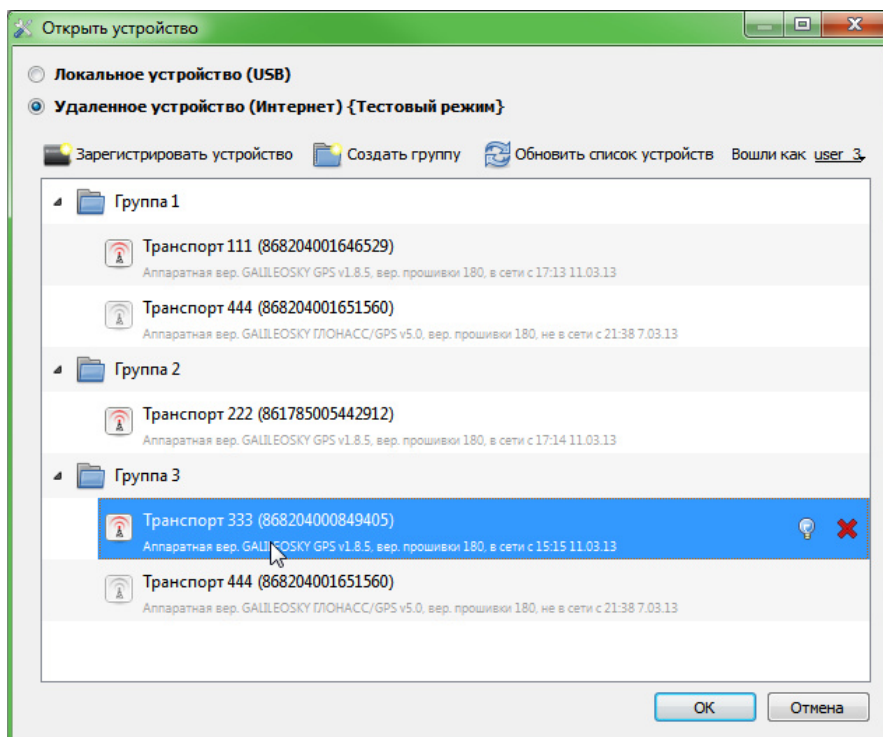 Открыть устройство
Локальное устройство (USB)
Удаленное устройство (Интернет) {Тестовый режим}
Зарегистрировать устройство Создать группу Обновить список устройств Вошли как user_3
Группа 1
Транспорт 111 (868204001646529)
Аппаратная вер. GALILEOSKY GPS v1.8.5, вер. прошивки 180, в сети с 17:13 11.03.13
Транспорт 444 (868204001651560)
Аппаратная вер. GALILEOSKY ГЛОНАСС/GPS v5.0, вер. прошивки 180, не в сети с 21:38 7.03.13
Группа 2
Транспорт 222 (861785005442912)
Аппаратная вер. GALILEOSKY GPS v1.8.5, вер. прошивки 180, в сети с 17:14 11.03.13
Группа 3
Транспорт 333 (868204000849405)
Аппаратная вер. GALILEOSKY GPS v1.8.5, вер. прошивки 180, в сети с 15:15 11.03.13
Транспорт 444 (868204001651560)
Аппаратная вер. GALILEOSKY ГЛОНАСС/GPS v5.0, вер. прошивки 180, не в сети с 21:38 7.03.13
OK Отмена